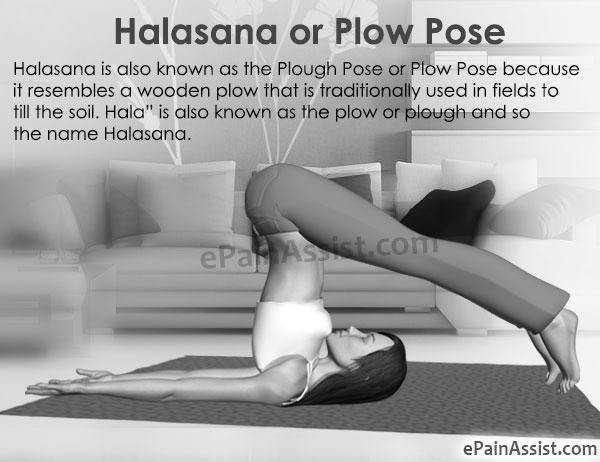 Halasana or Plow Pose
Halasana is also known as the Plough Pose or Plow Pose because
it resembles a wooden plow that is traditionally used in fields to
till the soil. Hala” is also known as the plow or plough and so
the name Halasana.
ePainAssist.com
ePainAssist.com